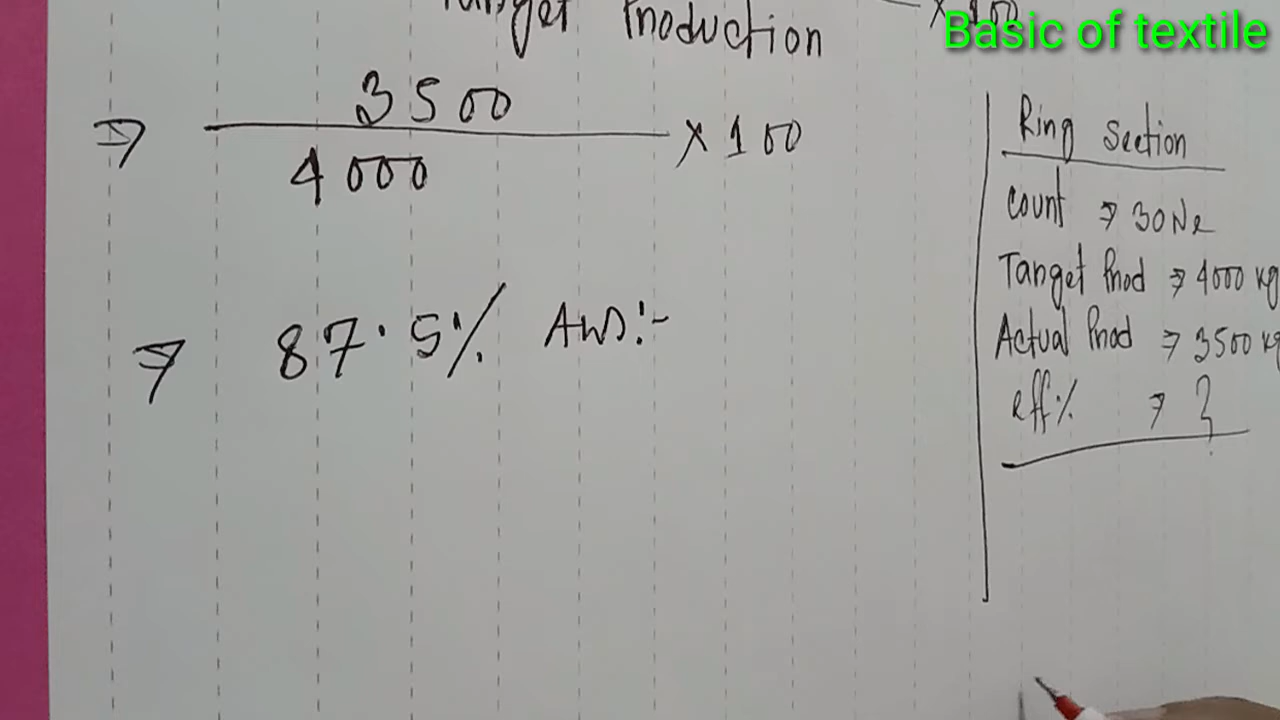 Target Production × 100
Basic of textile
⇒ 3500
4000 × 100
⇒ 87.5% Ans:-
Ring Section
Count ⇒ 30Ne
Target Prod ⇒ 4000 kg
Actual Prod ⇒ 3500 kg
eff% ⇒ ?